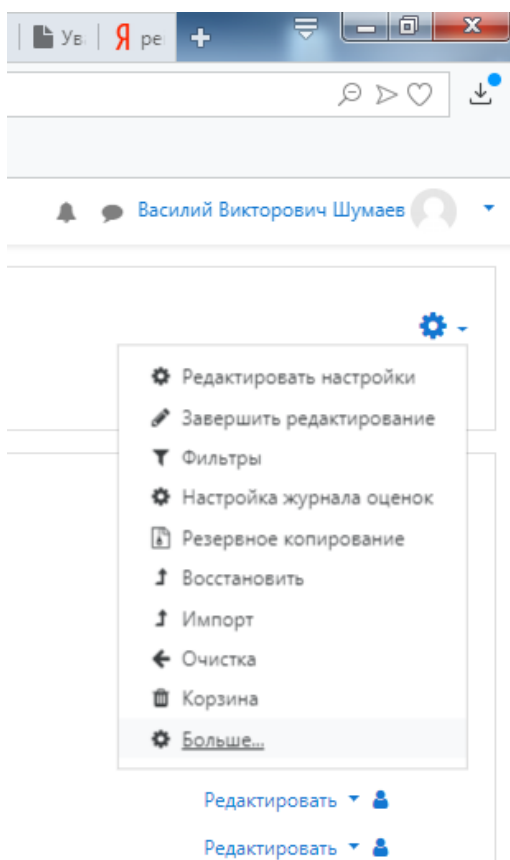 Ув
Я ре
Василий Викторович Шумаев
Редактировать настройки
Завершить редактирование
Фильтры
Настройка журнала оценок
Резервное копирование
Восстановить
Импорт
Очистка
Корзина
Больше...
Редактировать
Редактировать